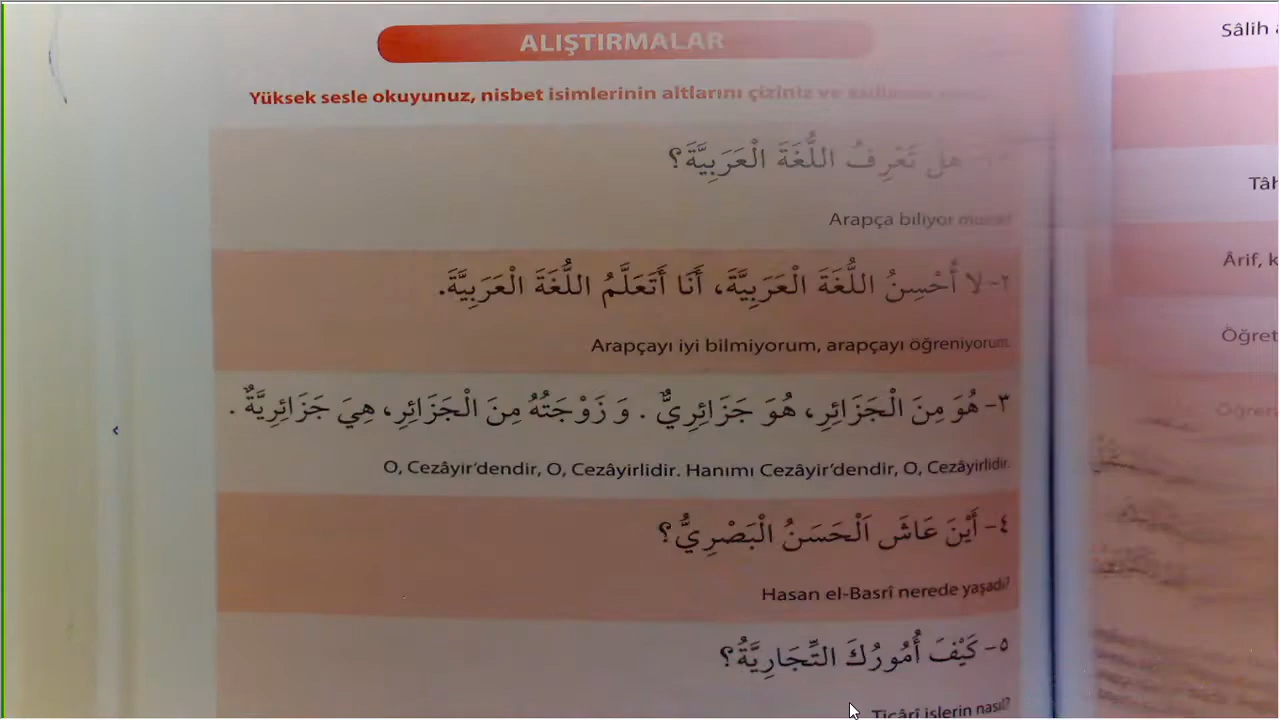 ALIŞTIRMALAR
Yüksek sesle okuyunuz, nisbet isimlerinin altlarını çiziniz ve
هَلْ تَعْرِفُ اللُّغَةَ الْعَرَبِيَّةَ؟
Arapça biliyor musun?
٢- لا أُحْسِنُ اللُّغَةَ الْعَرَبِيَّةَ، أَنَا أَتَعَلَّمُ اللُّغَةَ الْعَرَبِيَّةَ.
Arapçayı iyi bilmiyorum, arapçayı öğreniyorum.
٣- هُوَ مِنَ الْجَزَائِرِ، هُوَ جَزَائِرِيٌّ . وَ زَوْجَتُهُ مِنَ الْجَزَائِرِ، هِيَ جَزَائِرِيَّةٌ .
O, Cezâyir'dendir, O, Cezâyirlidir. Hanımı Cezâyir'dendir, O, Cezâyirlidir.
٤- أَيْنَ عَاشَ اَلْحَسَنُ الْبَصْرِيُّ؟
Hasan el-Basrî nerede yaşadı?
٥- كَيْفَ أُمُورُكَ التِّجَارِيَّةُ؟
Ticârî işlerin nasıl?
Sâlih
Ârif,